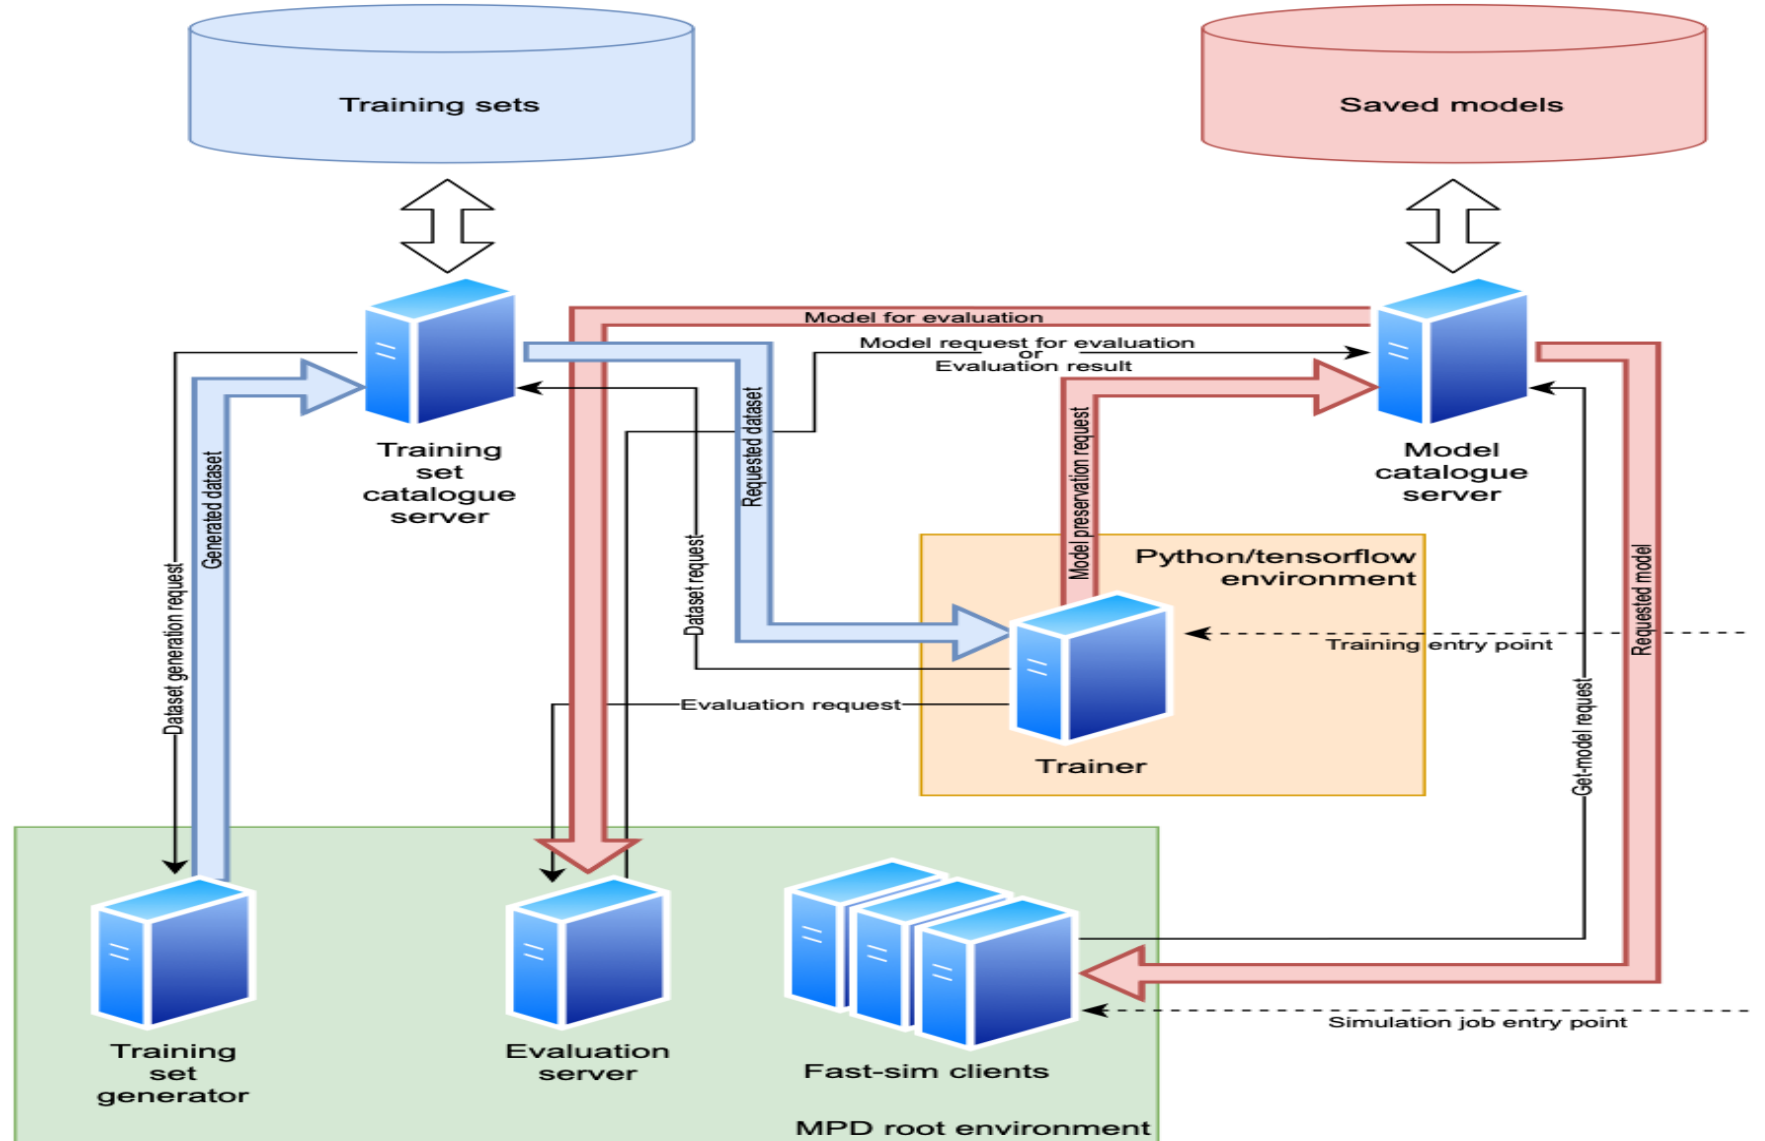 Training sets
Saved models
Model for evaluation
Model request for evaluation
or
Evaluation result
Training
set
catalogue
server
Model
catalogue
server
Generated dataset
Dataset generation request
Requested dataset
Dataset request
Model preservation request
Python/tensorflow
environment
Training entry point
Requested model
Get-model request
Evaluation request
Trainer
Training
set
generator
Evaluation
server
Fast-sim clients
Simulation job entry point
MPD root environment